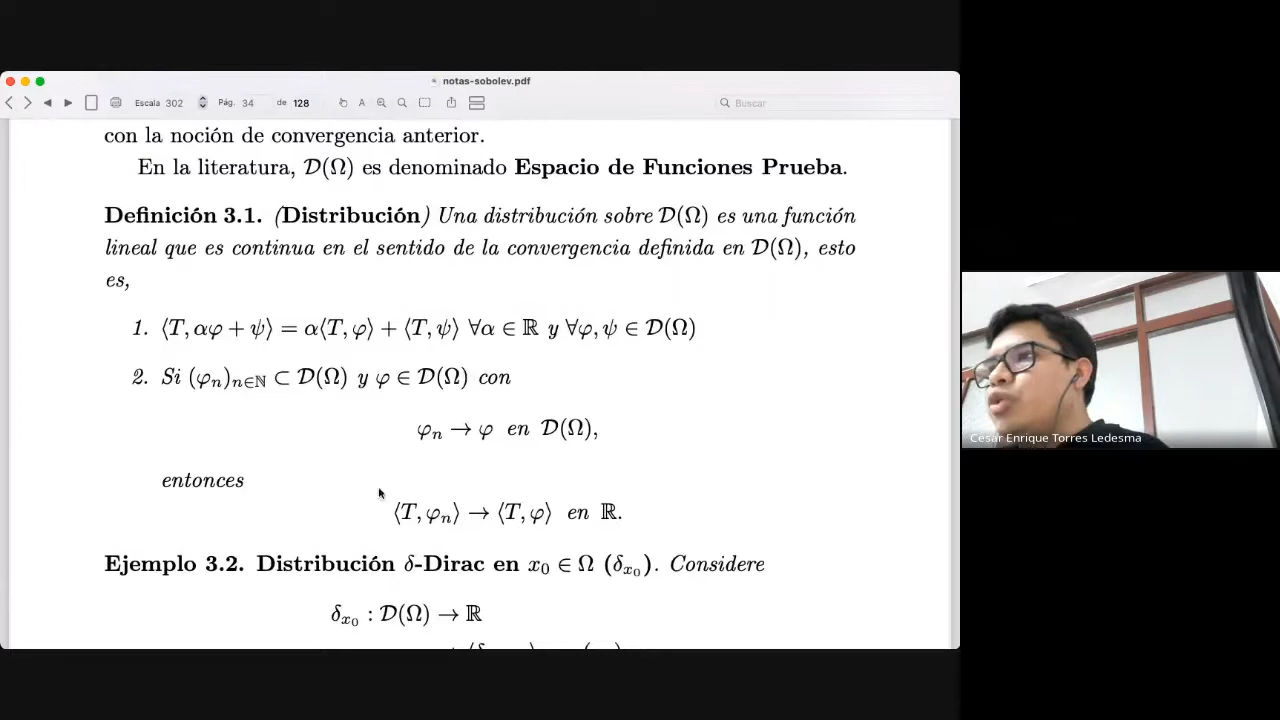 notas-sobolev.pdf
Escala 302 Pág. 34 de 128 Buscar
con la noción de convergencia anterior.
En la literatura, 𝒟(Ω) es denominado Espacio de Funciones Prueba.
Definición 3.1. (Distribución) Una distribución sobre 𝒟(Ω) es una función
lineal que es continua en el sentido de la convergencia definida en 𝒟(Ω), esto
es,
1. ⟨T, αφ + ψ⟩ = α⟨T, φ⟩ + ⟨T, ψ⟩ ∀α ∈ ℝ y ∀φ, ψ ∈ 𝒟(Ω)
2. Si (φₙ)ₙ∈ℕ ⊂ 𝒟(Ω) y φ ∈ 𝒟(Ω) con
φₙ → φ en 𝒟(Ω),
entonces
⟨T, φₙ⟩ → ⟨T, φ⟩ en ℝ.
Ejemplo 3.2. Distribución δ-Dirac en x₀ ∈ Ω (δₓ₀). Considere
δₓ₀ : 𝒟(Ω) → ℝ
Cesar Enrique Torres Ledesma